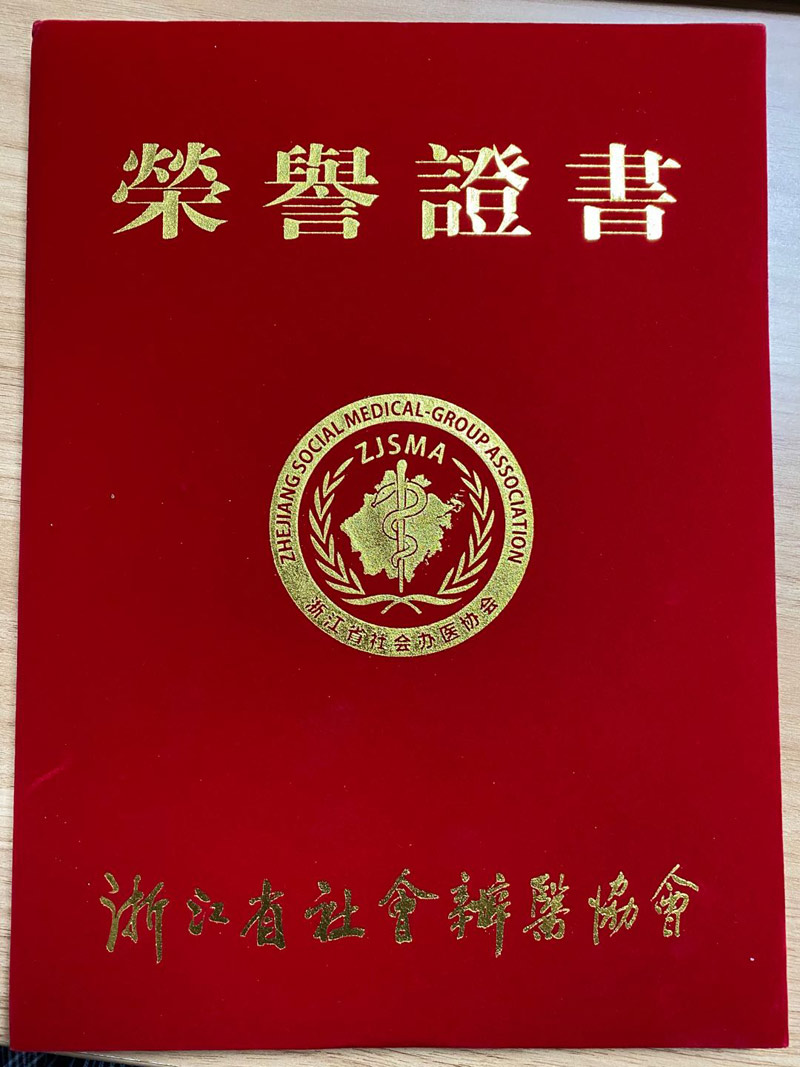 榮譽證書
ZHEJIANG SOCIAL MEDICAL-GROUP ASSOCIATION
ZJSMA
浙江省社会办医协会
浙江省社會辦醫協會